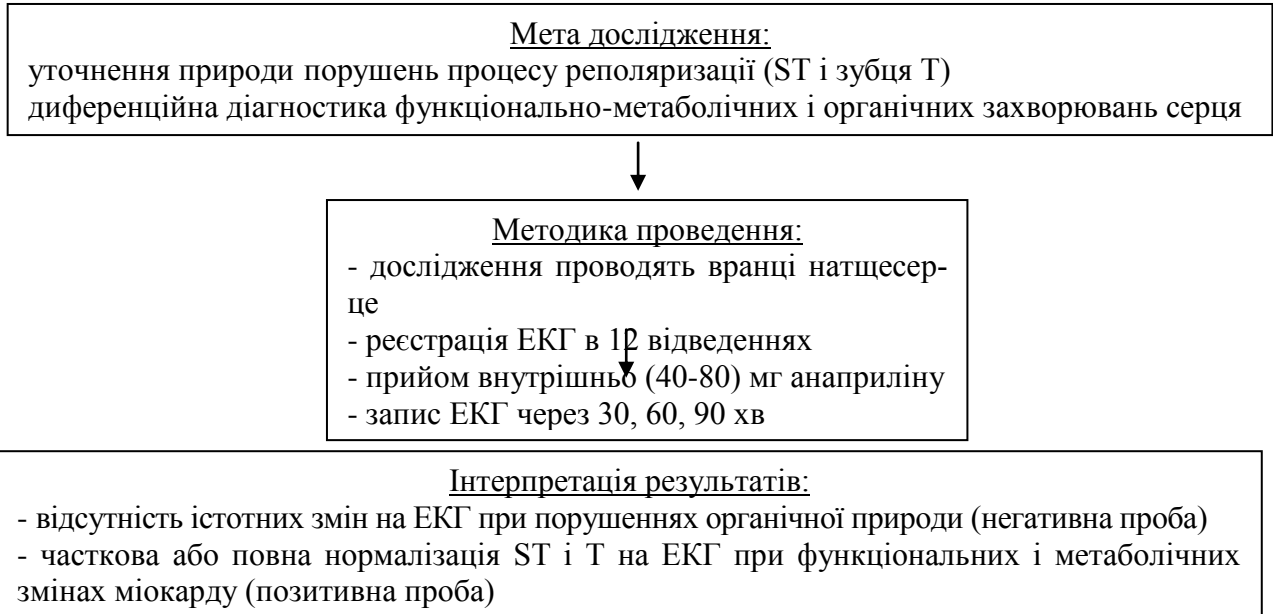 Мета дослідження:
уточнення природи порушень процесу реполяризації (ST і зубця Т)
диференційна діагностика функціонально-метаболічних і органічних захворювань серця
Методика проведення:
- дослідження проводять вранці натщесер-
це
- реєстрація ЕКГ в 12 відведеннях
- прийом внутрішньо (40-80) мг анаприліну
- запис ЕКГ через 30, 60, 90 хв
Інтерпретація результатів:
- відсутність істотних змін на ЕКГ при порушеннях органічної природи (негативна проба)
- часткова або повна нормалізація ST і Т на ЕКГ при функціональних і метаболічних
змінах міокарду (позитивна проба)